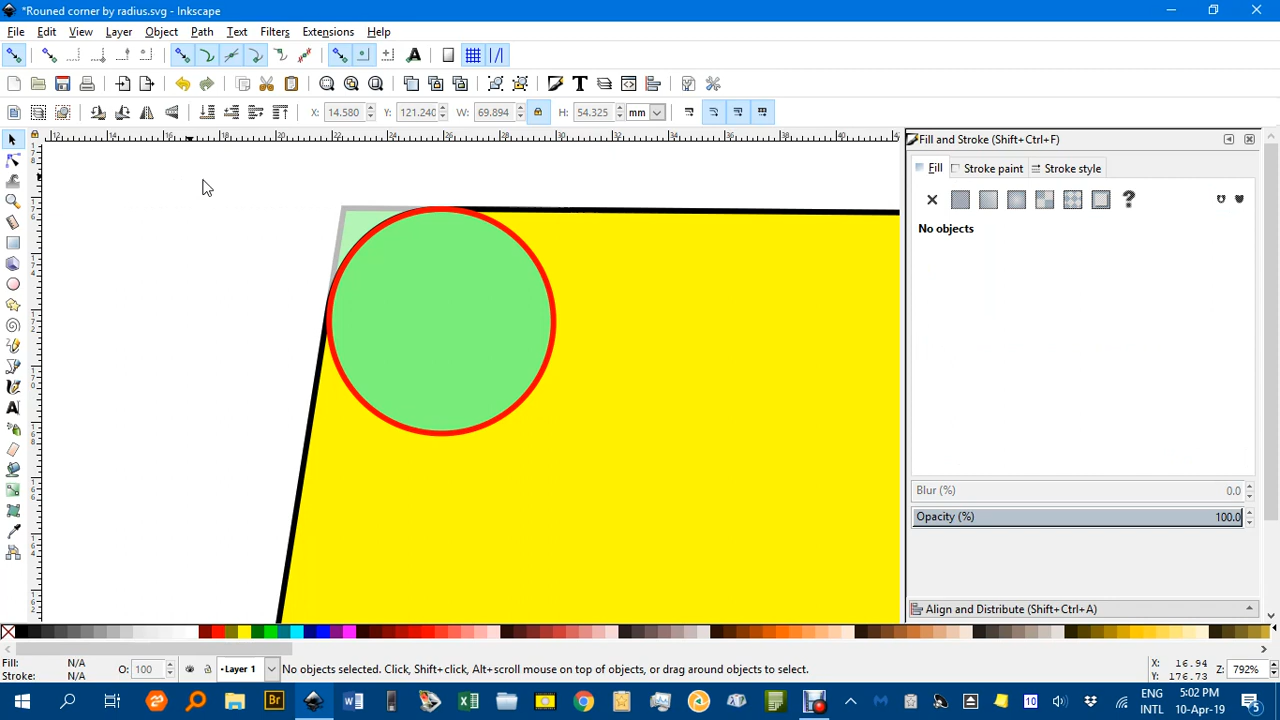 *Rouned corner by radius.svg - Inkscape
File Edit View Layer Object Path Text Filters Extensions Help
X: 14.580 Y: 121.240 W: 69.894 H: 54.325 mm
Fill and Stroke (Shift+Ctrl+F)
Fill Stroke paint Stroke style
No objects
Blur (%) 0.0
Opacity (%) 100.0
Align and Distribute (Shift+Ctrl+A)
Fill: N/A
Stroke: N/A
O: 100
Layer 1
No objects selected. Click, Shift+click, Alt+scroll mouse on top of objects, or drag around objects to select.
X: 16.94
Y: 176.73
Z: 792%
ENG
INTL
5:02 PM
10-Apr-19